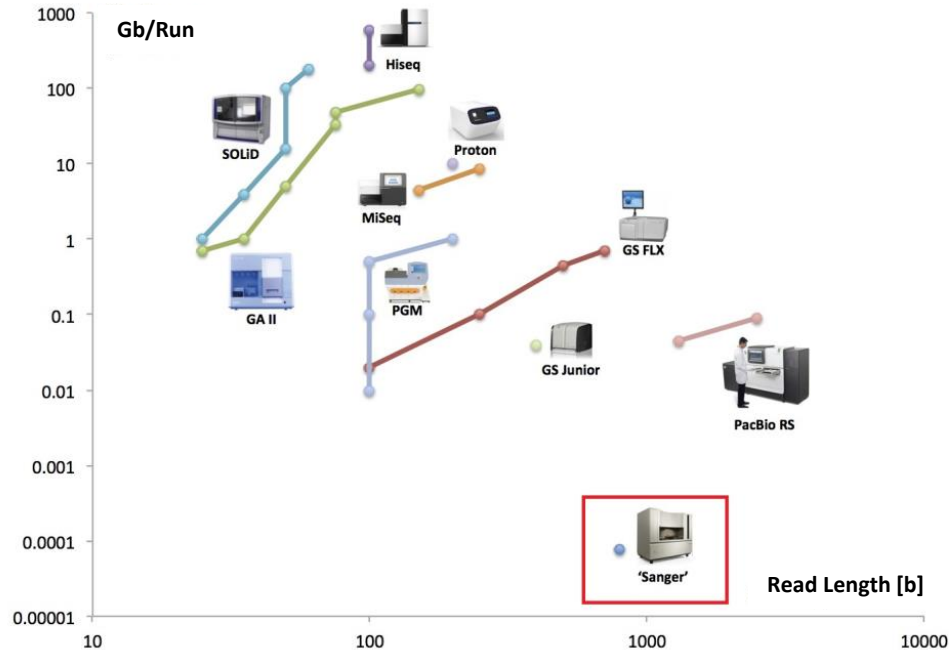 1000
Gb/Run
Hiseq
100
SOLiD
Proton
10
MiSeq
1
GS FLX
GA II
PGM
0.1
GS Junior
0.01
PacBio RS
0.001
0.0001
‘Sanger’
Read Length [b]
0.00001
10
100
1000
10000